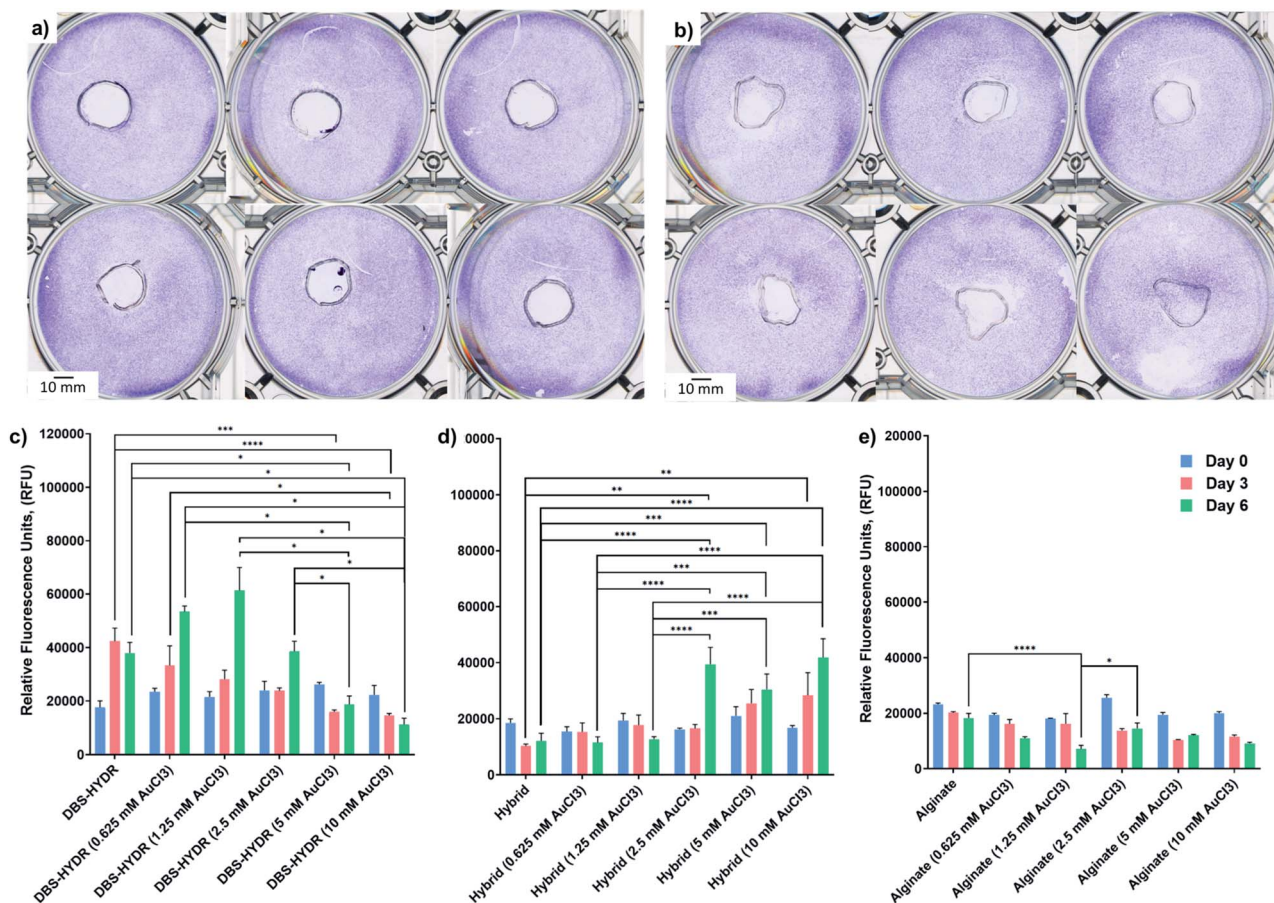 a)
b)
10 mm
10 mm
c)
Relative Fluorescence Units, (RFU)
120000
100000
80000
60000
40000
20000
0
***
****
*
*
*
*
*
*
*
*
*
DBS-HYDR
DBS-HYDR (0.625 mM AuCl3)
DBS-HYDR (1.25 mM AuCl3)
DBS-HYDR (2.5 mM AuCl3)
DBS-HYDR (5 mM AuCl3)
DBS-HYDR (10 mM AuCl3)
d)
0000
100000
80000
60000
40000
20000
0
**
**
****
***
****
****
***
****
****
***
****
Hybrid
Hybrid (0.625 mM AuCl3)
Hybrid (1.25 mM AuCl3)
Hybrid (2.5 mM AuCl3)
Hybrid (5 mM AuCl3)
Hybrid (10 mM AuCl3)
e)
Relative Fluorescence Units, (RFU)
20000
100000
80000
60000
40000
20000
0
Day 0
Day 3
Day 6
****
*
Alginate
Alginate (0.625 mM AuCl3)
Alginate (1.25 mM AuCl3)
Alginate (2.5 mM AuCl3)
Alginate (5 mM AuCl3)
Alginate (10 mM AuCl3)